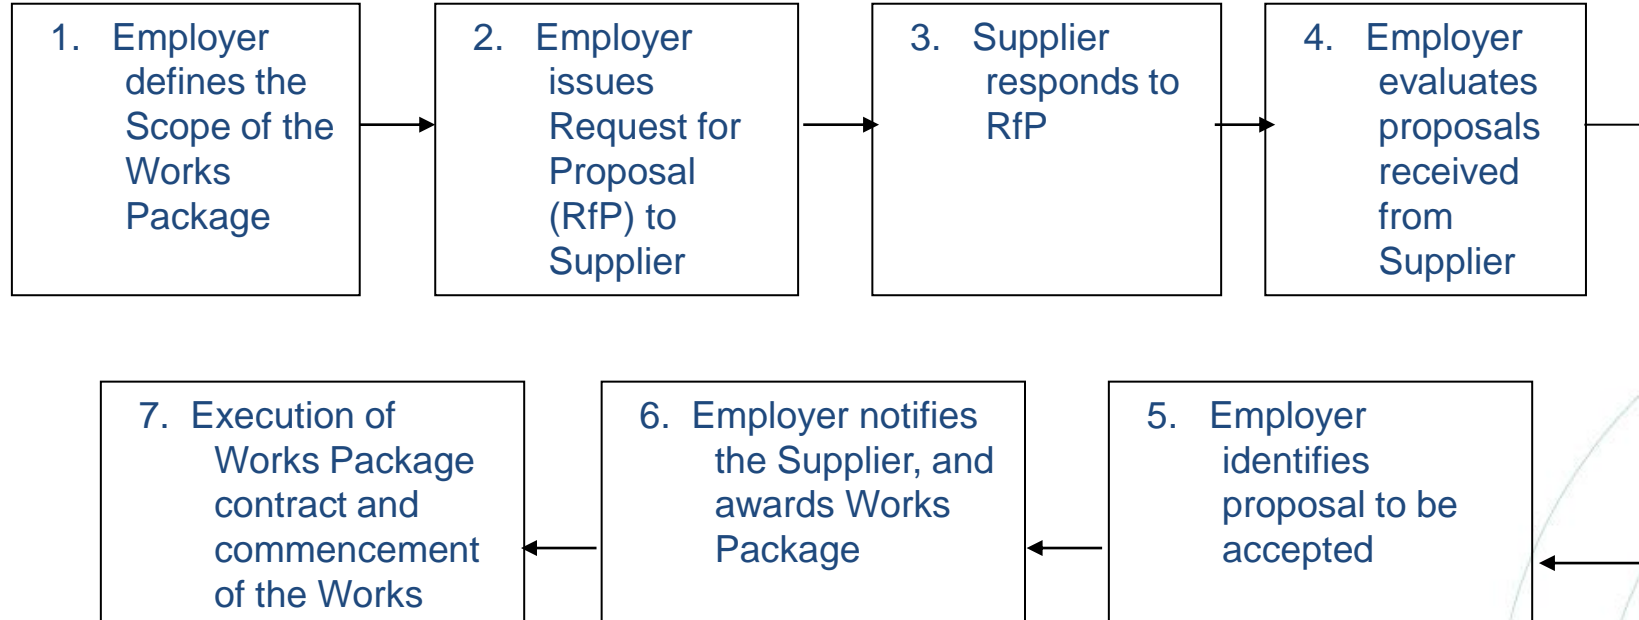 1. Employer
defines the
Scope of the
Works
Package
2. Employer
issues
Request for
Proposal
(RfP) to
Supplier
3. Supplier
responds to
RfP
4. Employer
evaluates
proposals
received
from
Supplier
5. Employer
identifies
proposal to be
accepted
6. Employer notifies
the Supplier, and
awards Works
Package
7. Execution of
Works Package
contract and
commencement
of the Works